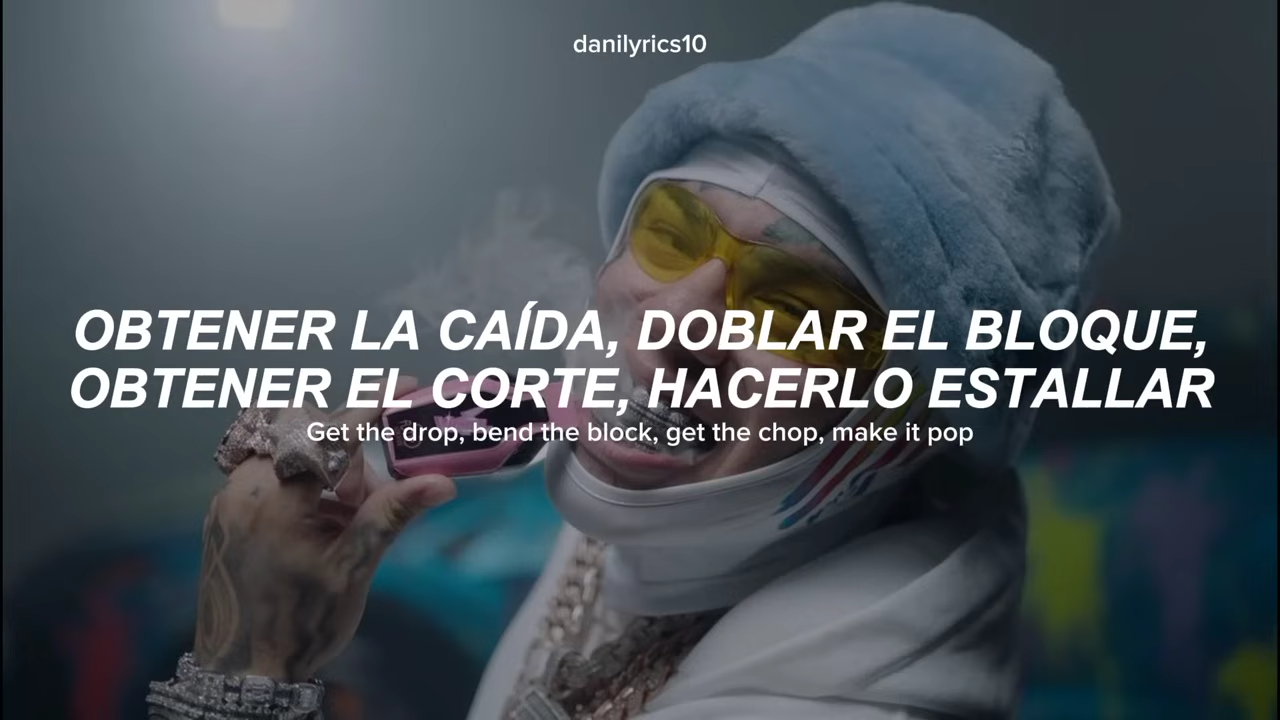 danilyrics10
OBTENER LA CAÍDA, DOBLAR EL BLOQUE,
OBTENER EL CORTE, HACERLO ESTALLAR
Get the drop, bend the block, get the chop, make it pop